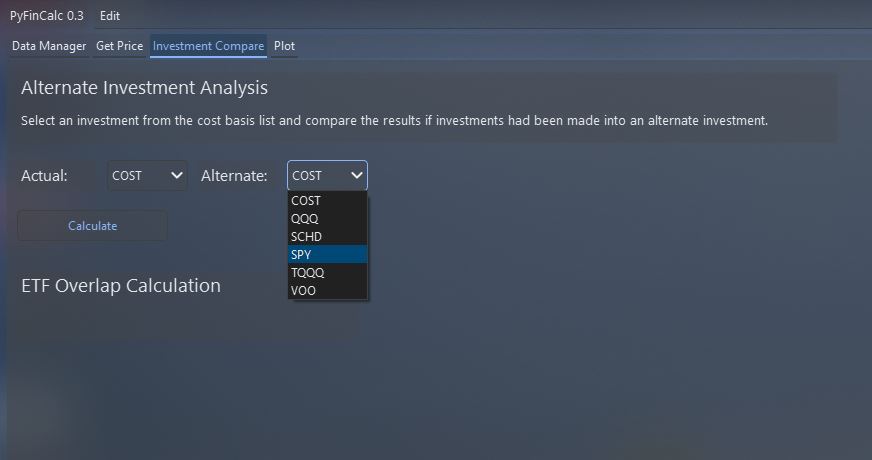 PyFinCalc 0.3 Edit
Data Manager Get Price Investment Compare Plot
Alternate Investment Analysis
Select an investment from the cost basis list and compare the results if investments had been made into an alternate investment.
Actual: COST Alternate: COST
COST
QQQ
SCHD
SPY
TQQQ
VOO
Calculate
ETF Overlap Calculation